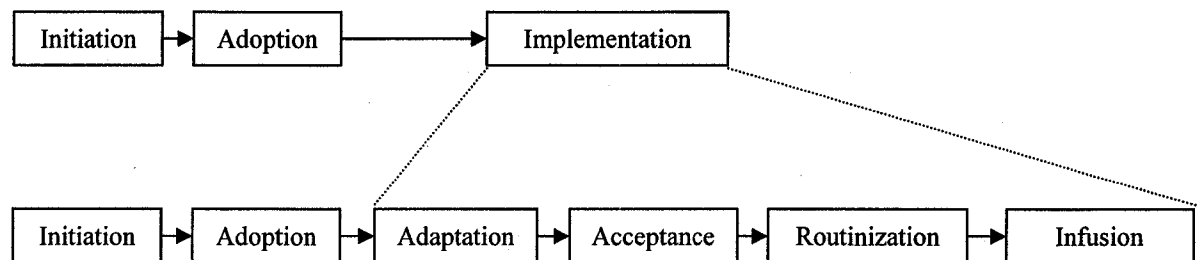 Initiation Adoption Implementation
Initiation Adoption Adaptation Acceptance Routinization Infusion